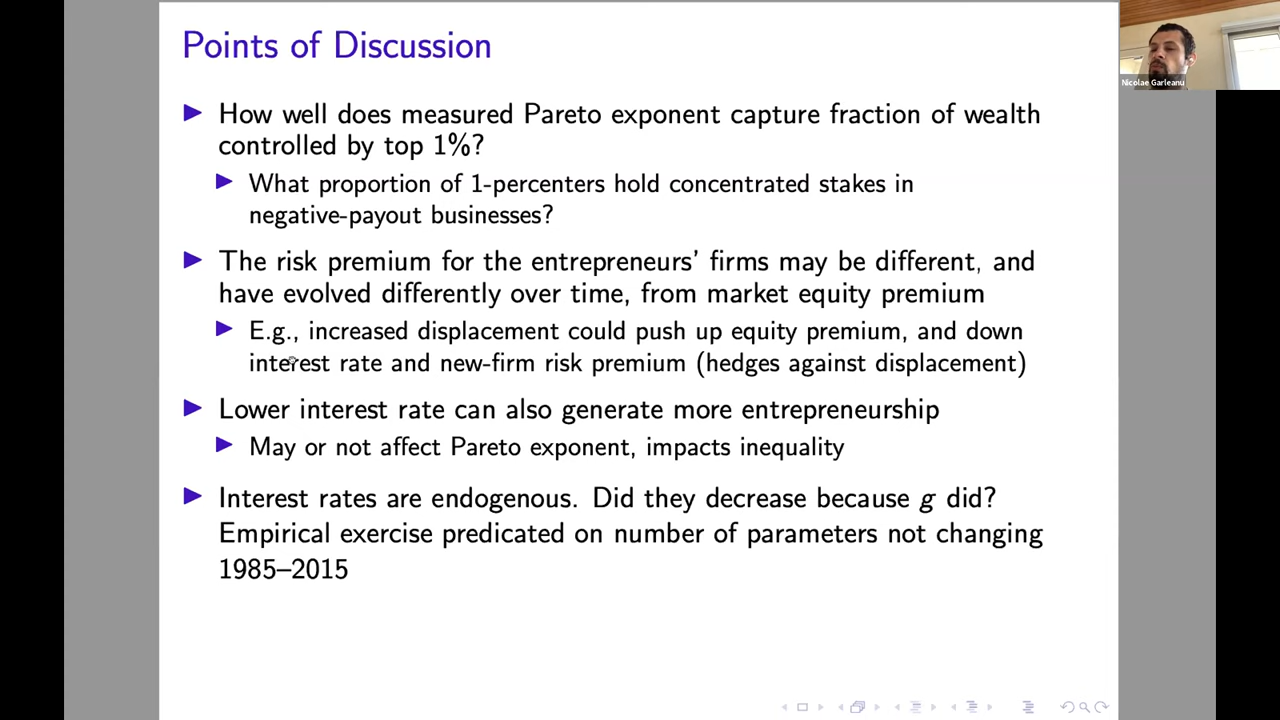 Points of Discussion
How well does measured Pareto exponent capture fraction of wealth
controlled by top 1%?
What proportion of 1-percenters hold concentrated stakes in
negative-payout businesses?
The risk premium for the entrepreneurs’ firms may be different, and
have evolved differently over time, from market equity premium
E.g., increased displacement could push up equity premium, and down
interest rate and new-firm risk premium (hedges against displacement)
Lower interest rate can also generate more entrepreneurship
May or not affect Pareto exponent, impacts inequality
Interest rates are endogenous. Did they decrease because g did?
Empirical exercise predicated on number of parameters not changing
1985–2015
Nicolae Garleanu